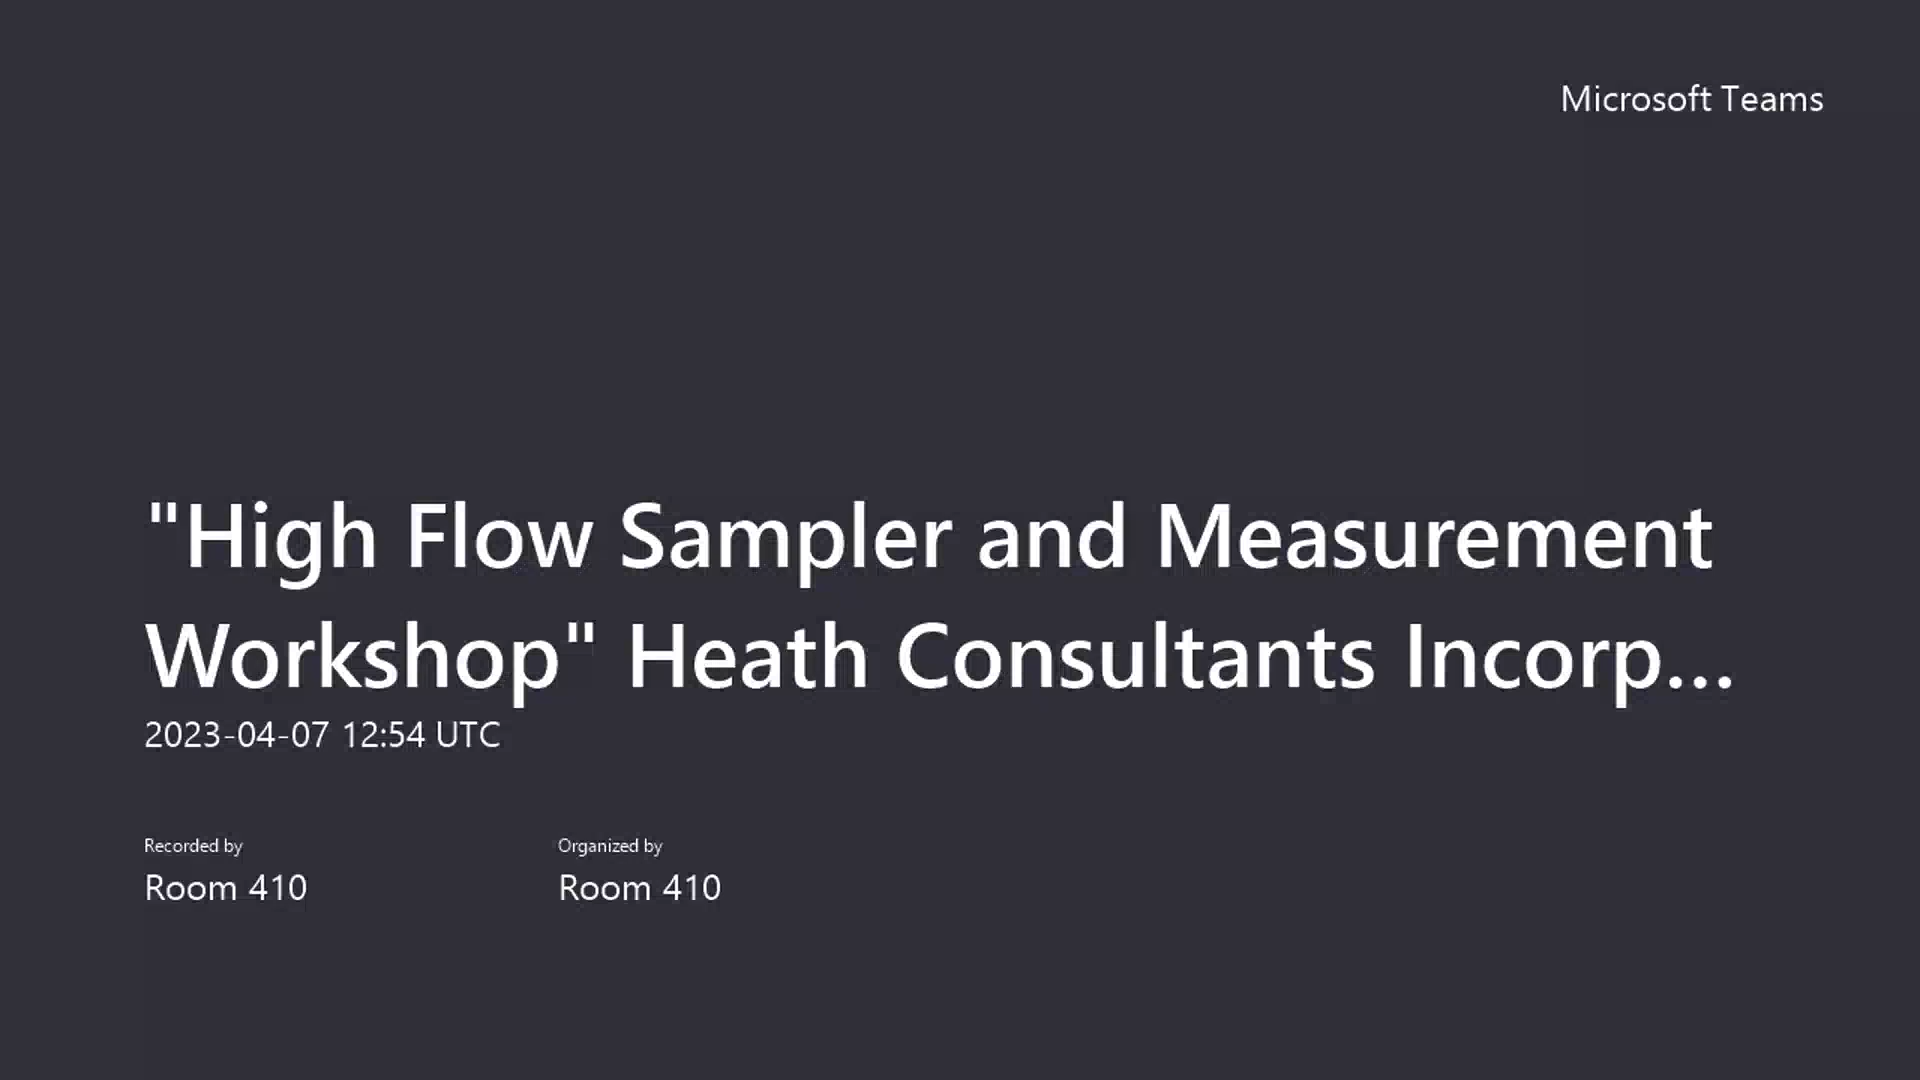 Microsoft Teams
"High Flow Sampler and Measurement
Workshop" Heath Consultants Incorp...
2023-04-07 12:54 UTC
Recorded by
Room 410
Organized by
Room 410